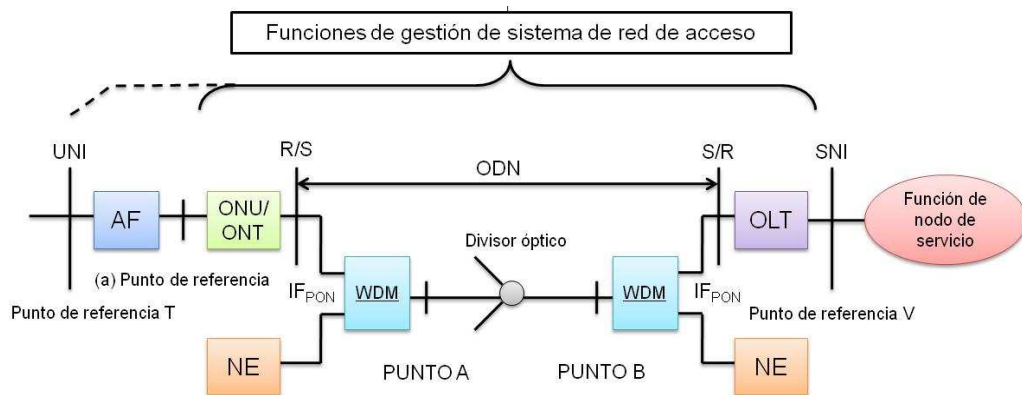 Funciones de gestión de sistema de red de acceso
UNI
R/S
ODN
S/R
SNI
AF
ONU/
ONT
OLT
Función de
nodo de
servicio
Divisor óptico
(a) Punto de referencia
IFPON
WDM
WDM
IFPON
Punto de referencia T
Punto de referencia V
NE
PUNTO A
PUNTO B
NE